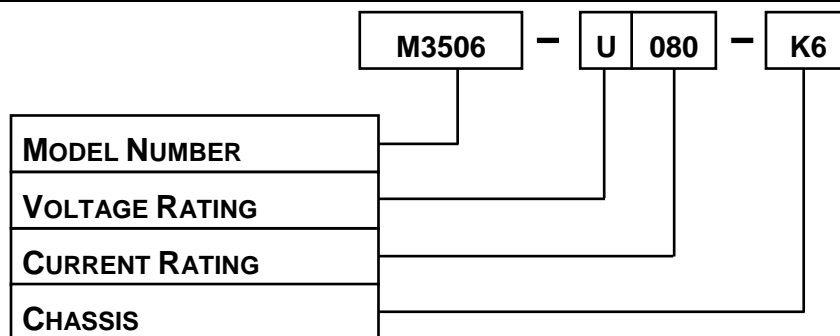 M3506 – U 080 – K6
MODEL NUMBER
VOLTAGE RATING
CURRENT RATING
CHASSIS